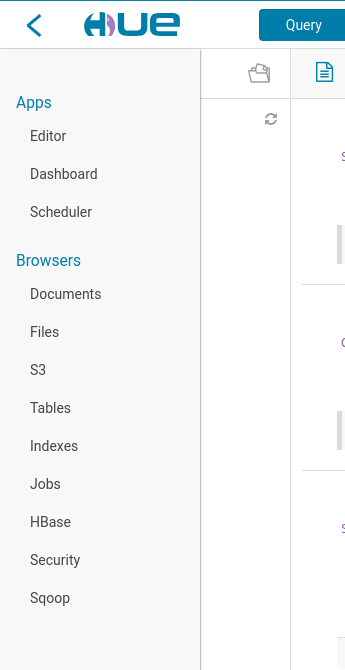 HUE
Query
Apps
Editor
Dashboard
Scheduler
Browsers
Documents
Files
S3
Tables
Indexes
Jobs
HBase
Security
Sqoop